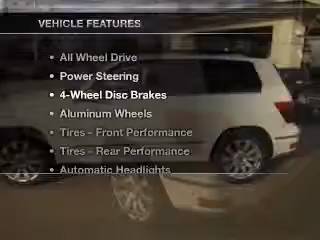 VEHICLE FEATURES
• All Wheel Drive
• Power Steering
• 4-Wheel Disc Brakes
• Aluminum Wheels
• Tires - Front Performance
• Tires - Rear Performance
• Automatic Headlights